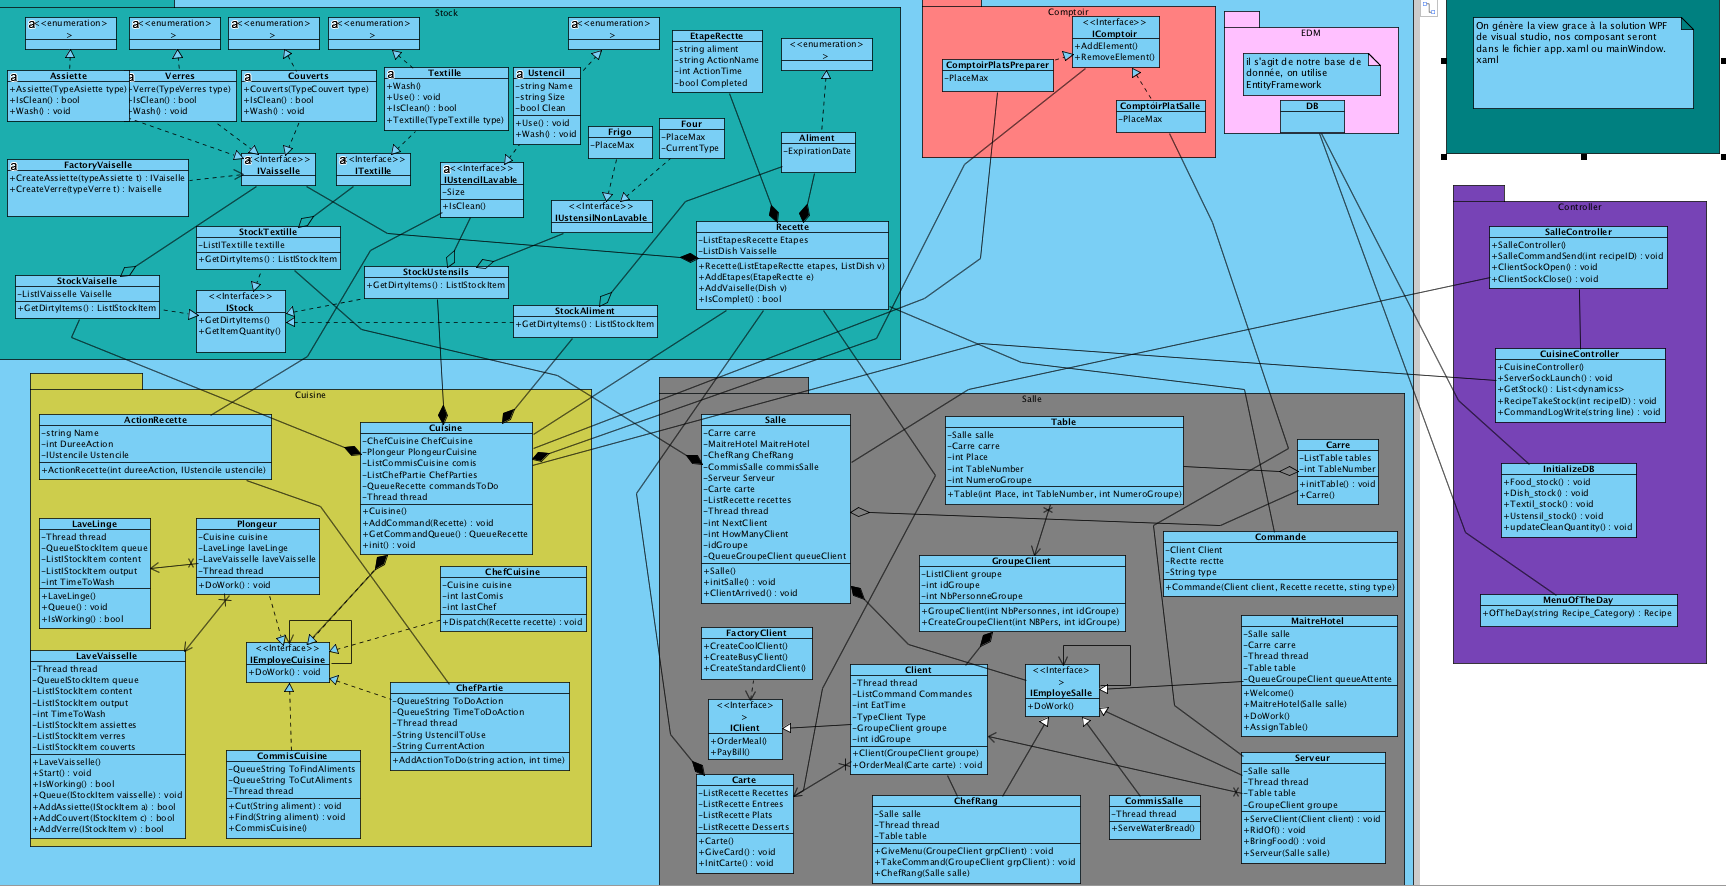 Stock
a<<enumeration>
>
a<<enumeration>
>
a<<enumeration>
>
a<<enumeration>
>
a<<enumeration>
>
<<enumeration>
>
EtapeRectte
-string aliment
-string ActionName
-int ActionTime
-bool Completed
a Assiette
+Assiette(TypeAsiette type)
+IsClean() : bool
+Wash() : void
a Verres
+Verre(TypeVerres type)
+IsClean() : bool
+Wash() : void
a Couverts
+Couverts(TypeCouvert type)
+IsClean() : bool
+Wash() : void
a Textille
+Wash()
+Use() : void
+IsClean() : bool
+Textille(TypeTextille type)
a Ustencil
-string Name
-string Size
-bool Clean
+Use() : void
+Wash() : void
Frigo
-PlaceMax
Four
-PlaceMax
-CurrentType
Aliment
-ExpirationDate
FactoryVaiselle
+CreateAssiette(typeAssiette t) : IVaiselle
+CreateVerre(typeVerre t) : Ivaiselle
a<<Interface>>
IVaisselle
a<<Interface>>
ITextille
a<<Interface>>
IUstencilLavable
-Size
+IsClean()
<<Interface>>
IUstensilNonLavable
StockTextille
-ListITextille textille
+GetDirtyItems() : ListStockItem
Recette
-ListEtapesRecette Etapes
-ListDish Vaisselle
+Recette(ListEtapeRectte etapes, ListDish v)
+AddEtapes(EtapeRectte e)
+AddVaiselle(Dish v)
+IsComplet() : bool
StockVaiselle
-ListIVaisselle Vaiselle
+GetDirtyItems() : ListIStockItem
<<Interface>>
IStock
+GetDirtyItems()
+GetItemQuantity()
StockUstensils
+GetDirtyItems() : ListIStockItem
StockAliment
+GetDirtyItems() : ListStockItem
Comptoir
<<Interface>>
IComptoir
+AddElement()
+RemoveElement()
ComptoirPlatsPreparer
-PlaceMax
ComptoirPlatSalle
-PlaceMax
EDM
il s'agit de notre base de
donnée, on utilise
EntityFramework
DB
On génère la view grace à la solution WPF
de visual studio, nos composant seront
dans le fichier app.xaml ou mainWindow.
xaml
Controller
SalleController
+SalleController()
+SalleCommandSend(int recipeID) : void
+ClientSockOpen() : void
+ClientSockClose() : void
CuisineController
+CuisineController()
+ServerSockLaunch() : void
+GetStock() : List<dynamics>
+RecipeTakeStock(int recipeID) : void
+CommandLogWrite(string line) : void
InitializeDB
+Food_stock() : void
+Dish_stock() : void
+Textil_stock() : void
+Ustensil_stock() : void
+updateCleanQuantity() : void
MenuOfTheDay
+OfTheDay(string Recipe_Category) : Recipe
Cuisine
ActionRecette
-string Name
-int DureeAction
-IUstencile Ustencile
+ActionRecette(int dureeAction, IUstencile ustencile)
Cuisine
-ChefCuisine ChefCuisine
-Plongeur PlongeurCuisine
-ListCommisCuisine comis
-ListChefPartie ChefParties
-QueueRecette commandsToDo
-Thread thread
+Cuisine()
+AddCommand(Recette) : void
+GetCommandQueue() : QueueRecette
+init() : void
LaveLinge
-Thread thread
-QueueIStockItem queue
-ListIStockItem content
-ListIStockItem output
-int TimeToWash
+LaveLinge()
+Queue() : void
+IsWorking() : bool
Plongeur
-Cuisine cuisine
-LaveLinge laveLinge
-LaveVaisselle laveVaisselle
-Thread thread
+DoWork() : void
ChefCuisine
-Cuisine cuisine
-int lastComis
-int lastChef
+Dispatch(Recette recette) : void
<<Interface>>
IEmployeCuisine
+DoWork() : void
LaveVaisselle
-Thread thread
-QueueIStockItem queue
-ListIStockItem content
-ListIStockItem output
-int TimeToWash
-ListIStockItem assiettes
-ListIStockItem verres
-ListIStockItem couverts
+LaveVaisselle()
+Start() : void
+IsWorking() : bool
+Queue(IStockItem vaisselle) : void
+AddAssiette(IStockItem a) : bool
+AddCouvert(IStockItem c) : bool
+AddVerre(IStockItem v) : bool
ChefPartie
-QueueString ToDoAction
-QueueString TimeToDoAction
-Thread thread
-String UstencilToUse
-String CurrentAction
+AddActionToDo(string action, int time)
CommisCuisine
-QueueString ToFindAliments
-QueueString ToCutAliments
-Thread thread
+Cut(String aliment) : void
+Find(String aliment) : void
+CommisCuisine()
Salle
Salle
-Carre carre
-MaitreHotel MaitreHotel
-ChefRang ChefRang
-CommisSalle commisSalle
-Serveur Serveur
-Carte carte
-ListRecette recettes
-Thread thread
-int NextClient
-int HowManyClient
-idGroupe
-QueueGroupeClient queueClient
+Salle()
+initSalle() : void
+ClientArrived() : void
Table
-Salle salle
-Carre carre
-int Place
-int TableNumber
-int NumeroGroupe
+Table(int Place, int TableNumber, int NumeroGroupe)
Carre
-ListTable tables
-int TableNumber
+initTable() : void
+Carre()
Commande
-Client Client
-Rectte rectte
-String type
+Commande(Client client, Recette recette, sting type)
GroupeClient
-ListIClient groupe
-int idGroupe
-int NbPersonneGroupe
+GroupeClient(int NbPersonnes, int idGroupe)
+CreateGroupeClient(int NBPers, int idGroupe)
FactoryClient
+CreateCoolClient()
+CreateBusyClient()
+CreateStandardClient()
MaitreHotel
-Salle salle
-Carre carre
-Thread thread
-Table table
-QueueGroupeClient queueAttente
+Welcome()
+MaitreHotel(Salle salle)
+DoWork()
+AssignTable()
Client
-Thread thread
-ListCommand Commandes
-int EatTime
-TypeClient Type
-GroupeClient groupe
-int idGroupe
+Client(GroupeClient groupe)
+OrderMeal(Carte carte) : void
<<Interface>
>
IEmployeSalle
+DoWork()
<<Interface>
>
IClient
+OrderMeal()
+PayBill()
Carte
-ListRecette Recettes
-ListRecette Entrees
-ListRecette Plats
-ListRecette Desserts
+Carte()
+GiveCard() : void
+InitCarte() : void
ChefRang
-Salle salle
-Thread thread
-Table table
+GiveMenu(GroupeClient grpClient) : void
+TakeCommand(GroupeClient grpClient) : void
+ChefRang(Salle salle)
CommisSalle
-Thread thread
+ServeWaterBread() : void
Serveur
-Salle salle
-Thread thread
-Table table
-GroupeClient groupe
+ServeClient(Client client) : void
+RidOf() : void
+BringFood() : void
+Serveur(Salle salle)